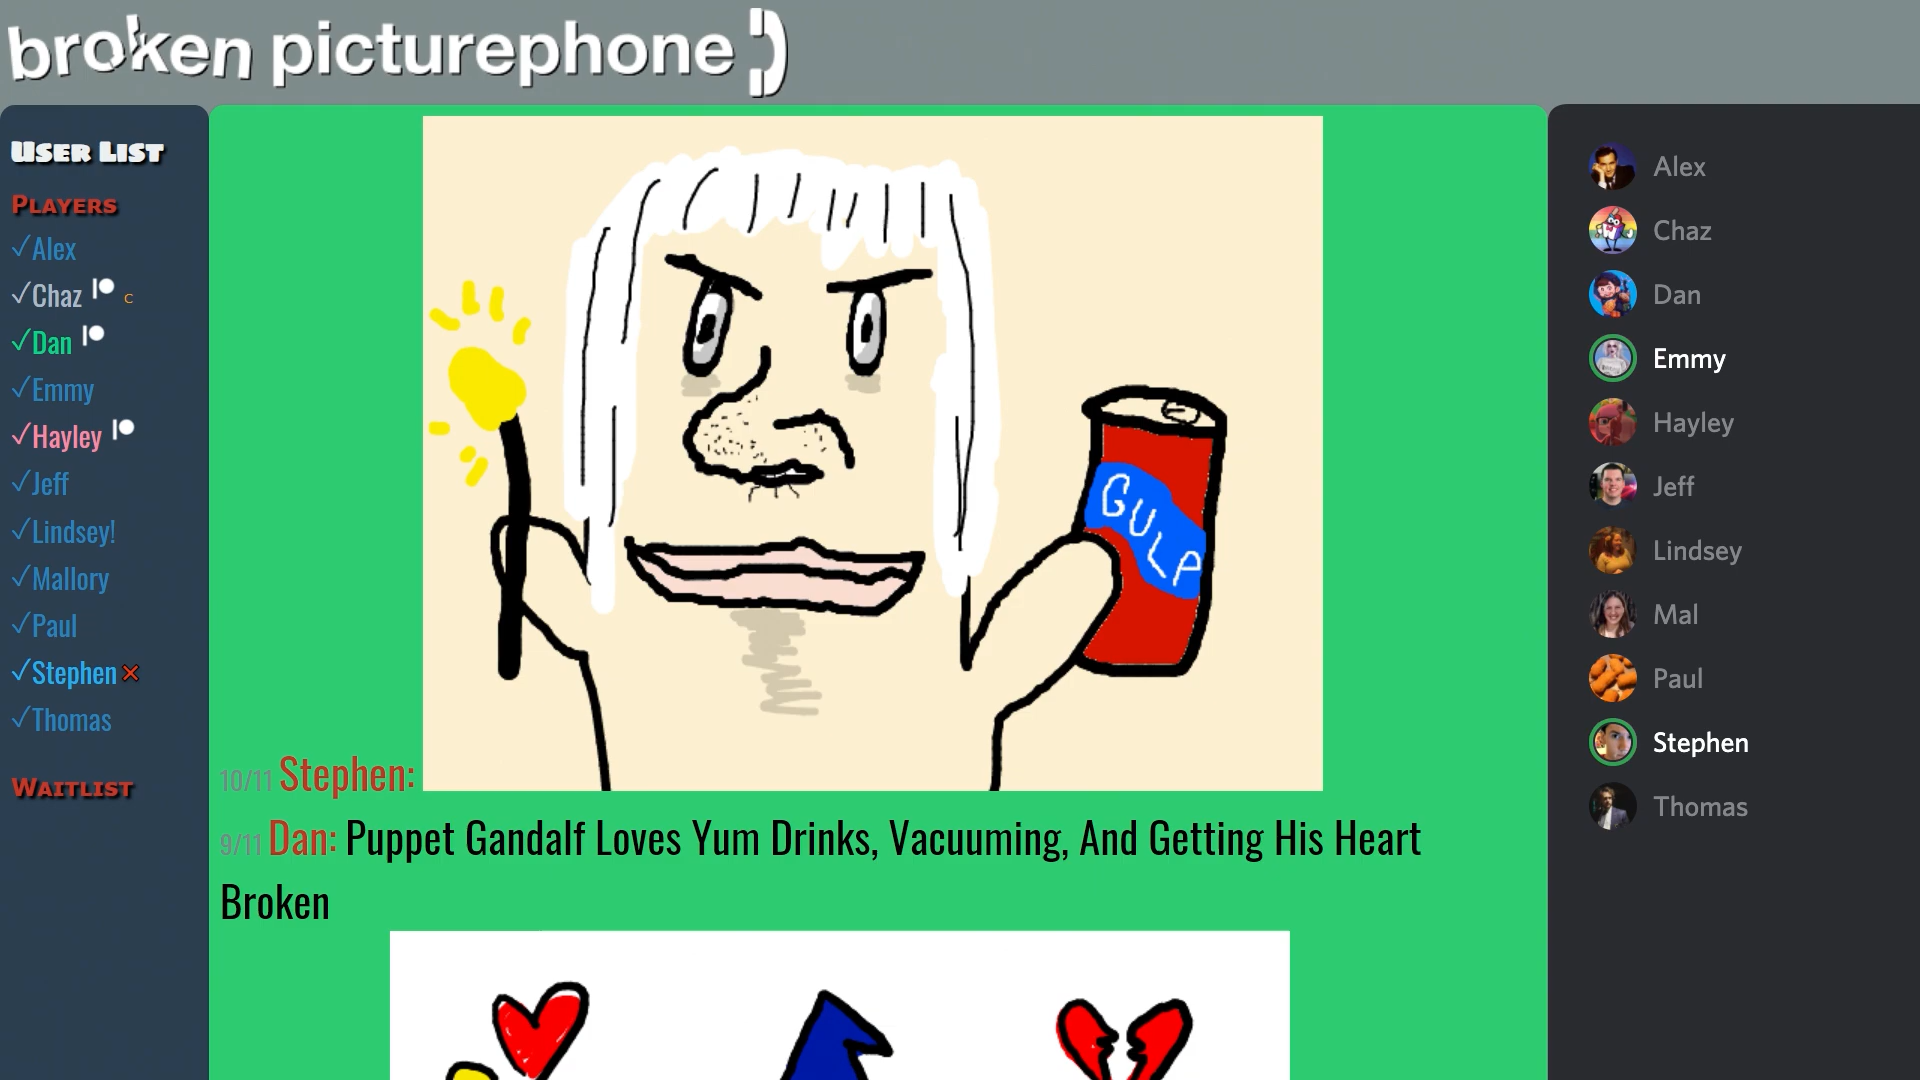 broken picturephone
User List
Players
✓Alex
✓Chaz C
✓Dan
✓Emmy
✓Hayley
✓Jeff
✓Lindsey!
✓Mallory
✓Paul
✓Stephen✕
✓Thomas
Waitlist
GULP
10/11 Stephen:
9/11 Dan: Puppet Gandalf Loves Yum Drinks, Vacuuming, And Getting His Heart
Broken
Alex
Chaz
Dan
Emmy
Hayley
Jeff
Lindsey
Mal
Paul
Stephen
Thomas